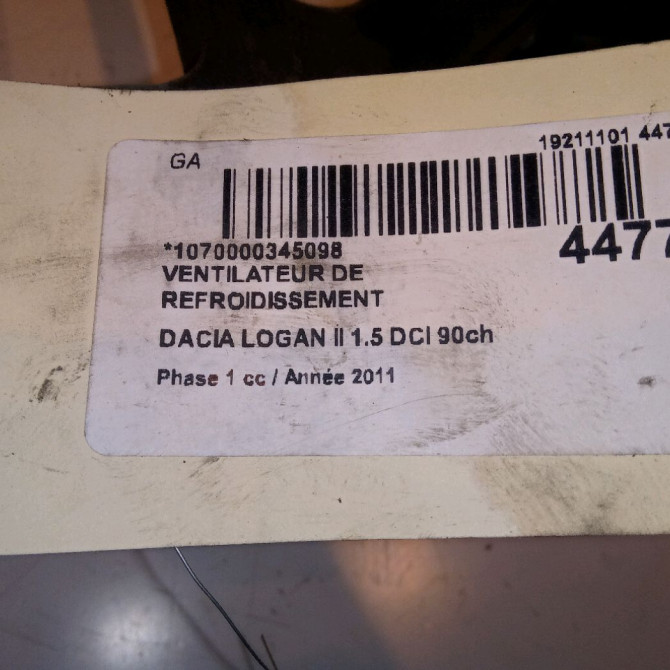 GA
19211101 447
*1070000345098
4477
VENTILATEUR DE
REFROIDISSEMENT
DACIA LOGAN II 1.5 DCI 90ch
Phase 1 cc / Année 2011